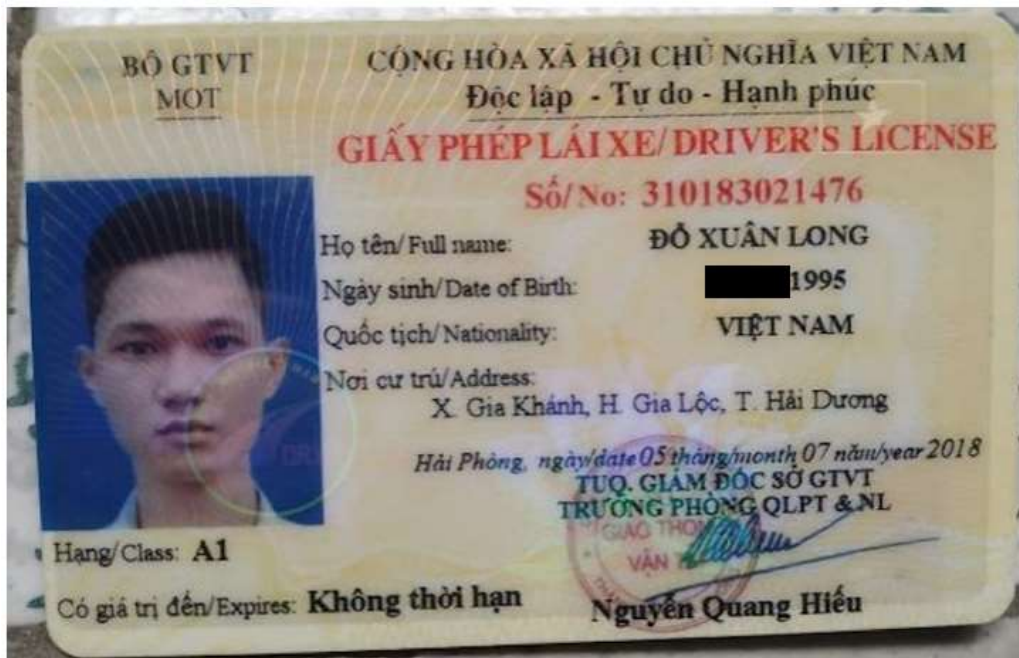 BỘ GTVT
MOT
CỘNG HÒA XÃ HỘI CHỦ NGHĨA VIỆT NAM
Độc lập - Tự do - Hạnh phúc
GIẤY PHÉP LÁI XE/DRIVER'S LICENSE
Số/No: 310183021476
Họ tên/Full name: ĐỖ XUÂN LONG
Ngày sinh/Date of Birth: 1995
Quốc tịch/Nationality: VIỆT NAM
Nơi cư trú/Address:
X. Gia Khánh, H. Gia Lộc, T. Hải Dương
Hải Phòng, ngày/date 05 tháng/month 07 năm/year 2018
TUQ. GIÁM ĐỐC SỞ GTVT
TRƯỞNG PHÒNG QLPT & NL
GIAO THÔNG
VẬN
Hạng/Class: A1
Có giá trị đến/Expires: Không thời hạn
Nguyễn Quang Hiếu